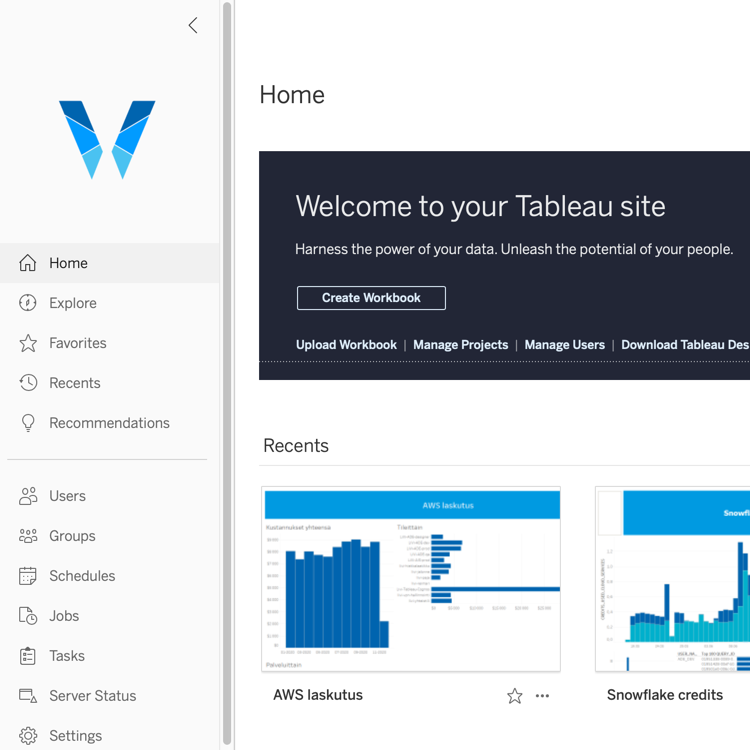 Home
Explore
Favorites
Recents
Recommendations
Users
Groups
Schedules
Jobs
Tasks
Server Status
Settings
Home
Welcome to your Tableau site
Harness the power of your data. Unleash the potential of your people.
Create Workbook
Upload Workbook | Manage Projects | Manage Users | Download Tableau Des
Recents
AWS laskutus
Kustannukset yhteensä
Tileittäin
Palveluittain
AWS laskutus
Snowfl
Snowflake credits